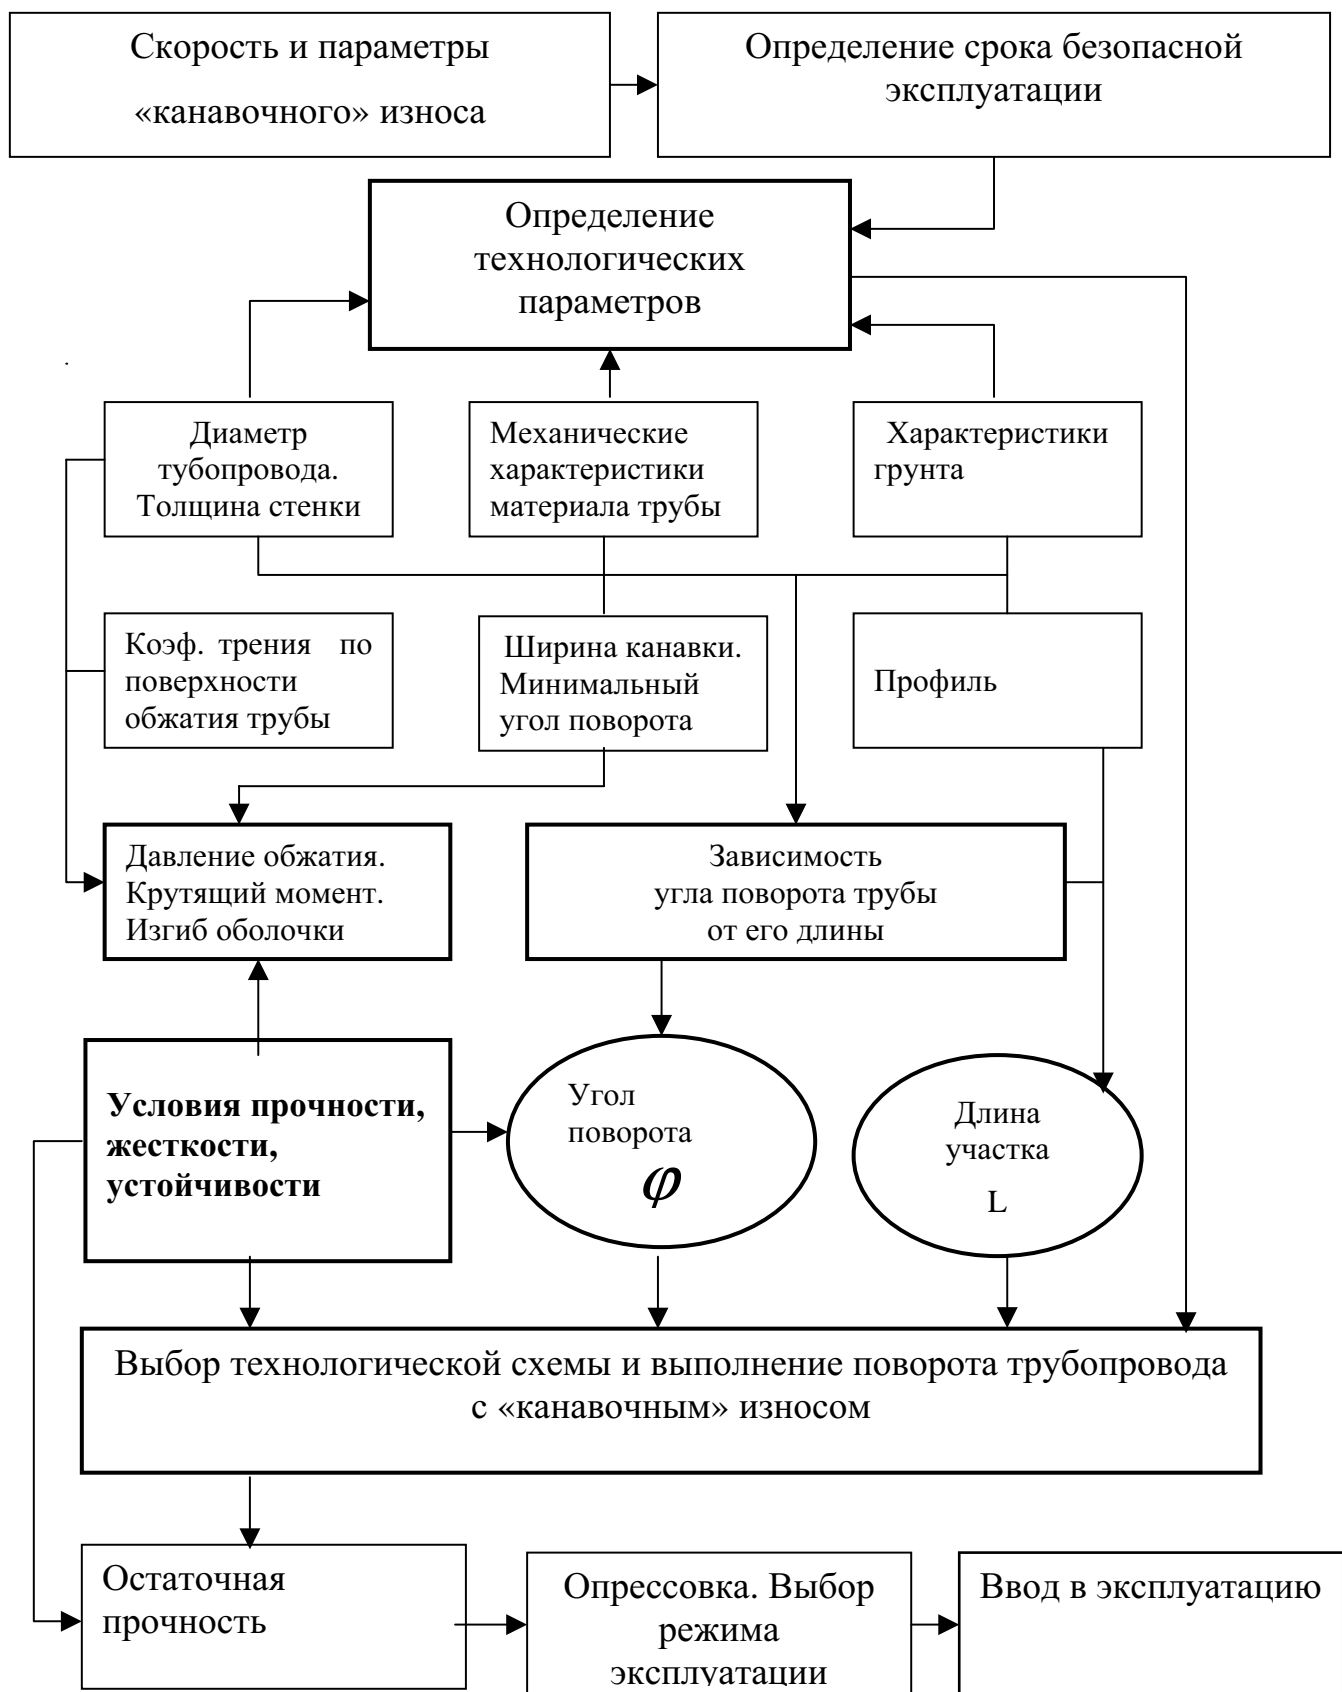 Скорость и параметры
«канавочного» износа
Определение срока безопасной
эксплуатации
Определение
технологических
параметров
Диаметр
тубопровода.
Толщина стенки
Механические
характеристики
материала трубы
Характеристики
грунта
Коэф. трения по
поверхности
обжатия трубы
Ширина канавки.
Минимальный
угол поворота
Профиль
Давление обжатия.
Крутящий момент.
Изгиб оболочки
Зависимость
угла поворота трубы
от его длины
Условия прочности,
жесткости,
устойчивости
Угол
поворота
φ
Длина
участка
L
Выбор технологической схемы и выполнение поворота трубопровода
с «канавочным» износом
Остаточная
прочность
Опрессовка. Выбор
режима
эксплуатации
Ввод в эксплуатацию